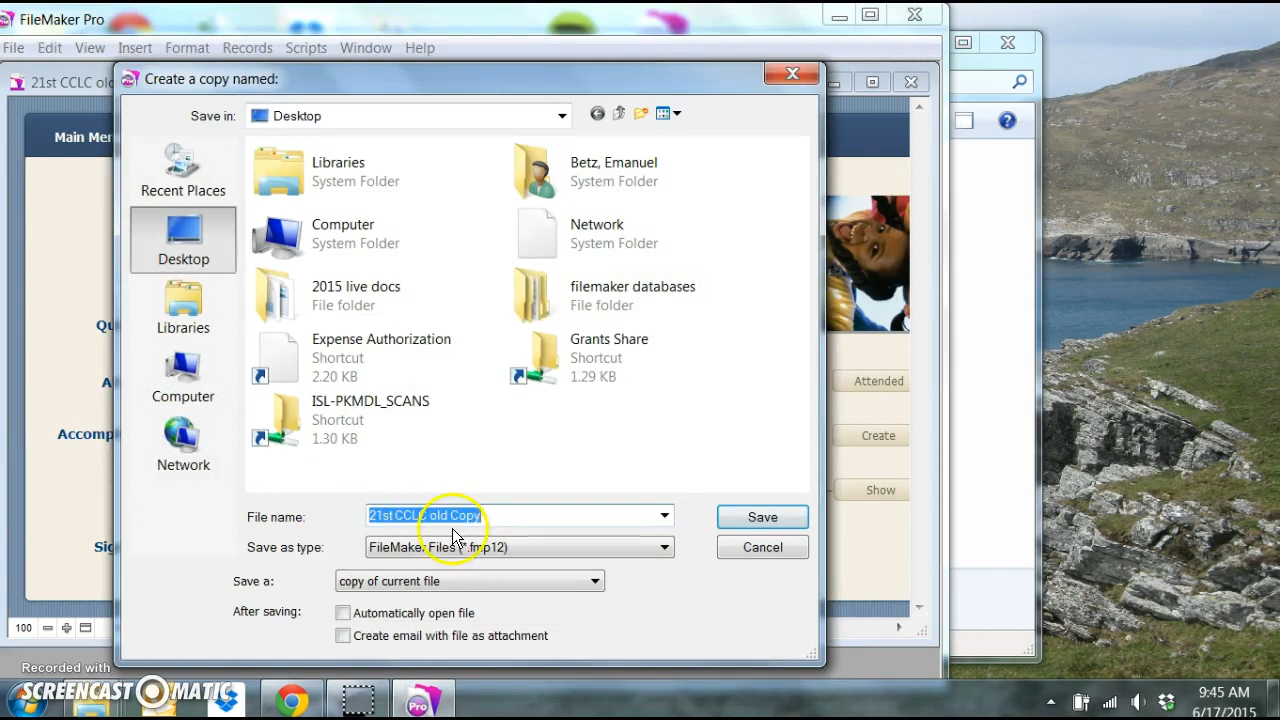 FileMaker Pro
File Edit View Insert Format Records Scripts Window Help
21st CCLC old
Create a copy named:
Save in: Desktop
Main Men
Recent Places
Desktop
Libraries
Computer
Network
Libraries
System Folder
Betz, Emanuel
System Folder
Computer
System Folder
Network
System Folder
2015 live docs
File folder
filemaker databases
File folder
Expense Authorization
Shortcut
2.20 KB
Grants Share
Shortcut
1.29 KB
ISL-PKMDL_SCANS
Shortcut
1.30 KB
Qu
A
Accomp
Sig
Attended
Create
Show
File name: 21st CCLC old Copy Save
Save as type: FileMaker Files (*.fmp12) Cancel
Save a: copy of current file
After saving: Automatically open file
Create email with file as attachment
100
Recorded with
SCREENCAST MATIC
Pro
9:45 AM
6/17/2015